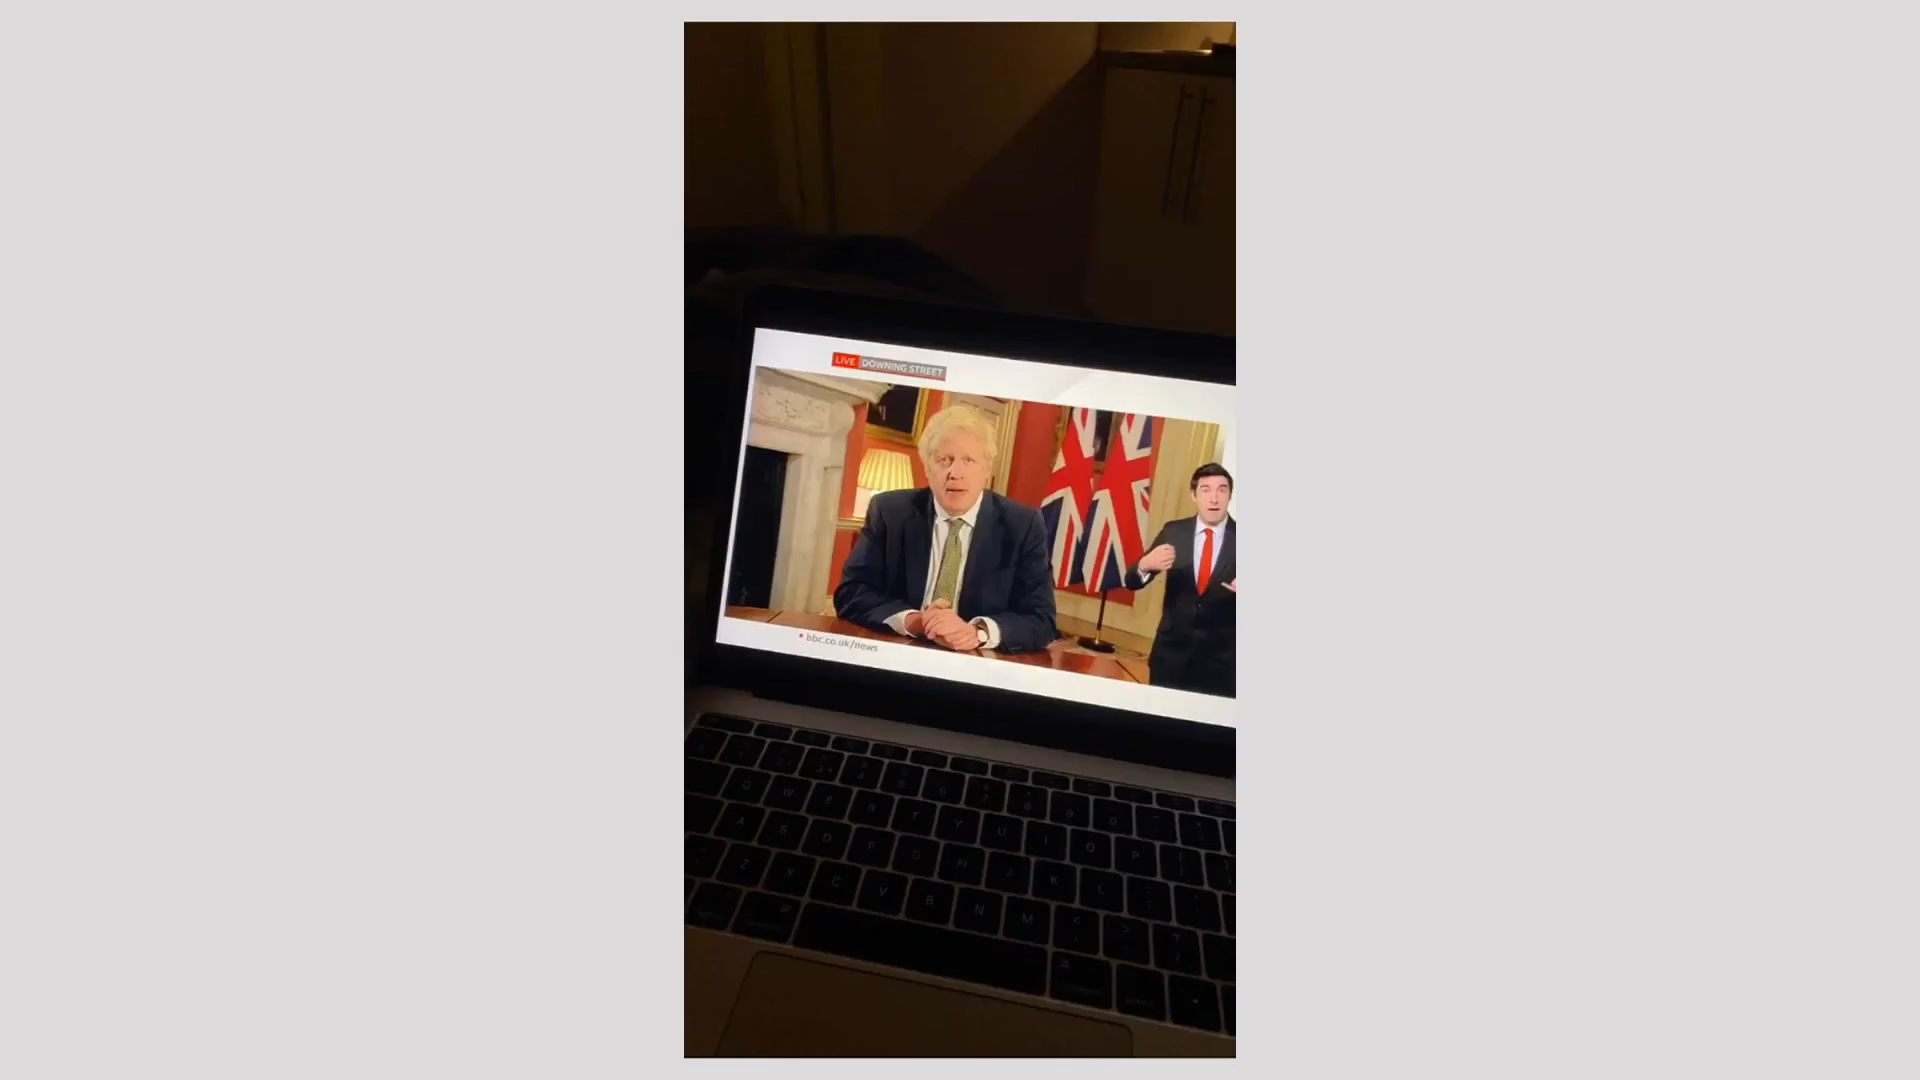 LIVE DOWNING STREET
bbc.co.uk/news
Q W E R T Y U I O P
A S D F G H J K L
Z X C V B N M